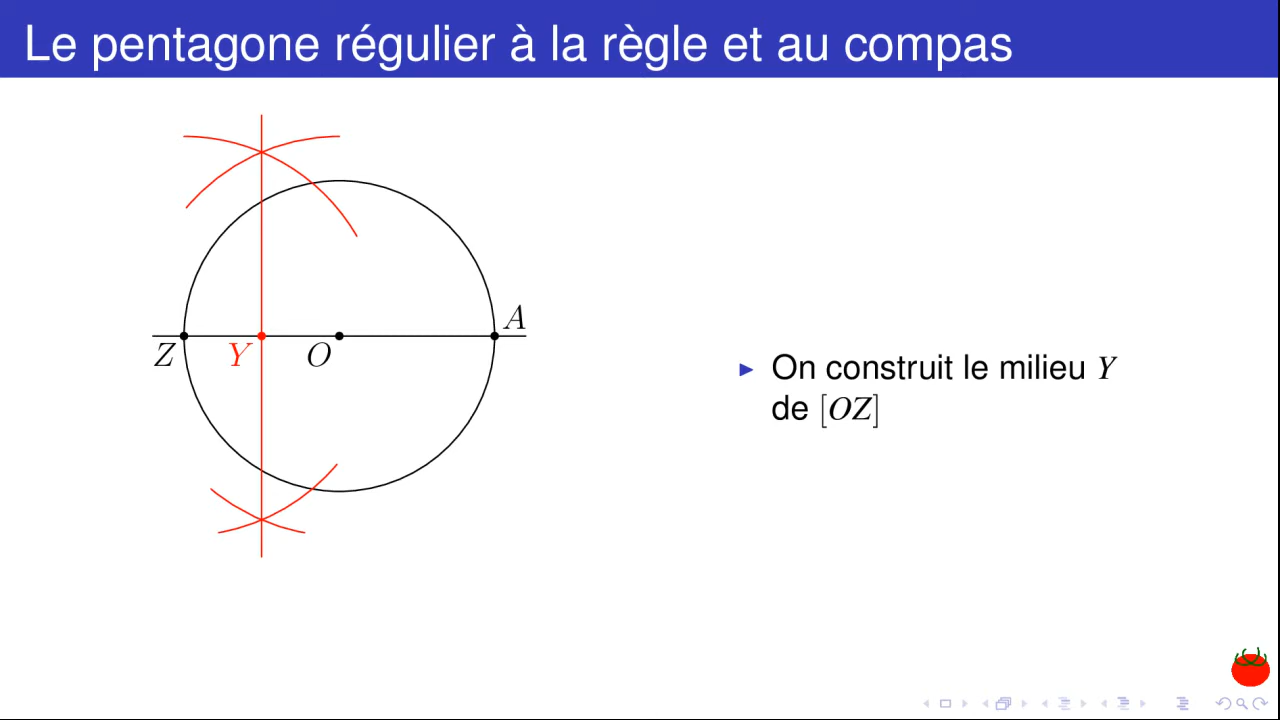 Le pentagone régulier à la règle et au compas
A
Z
Y
O
On construit le milieu Y
de [OZ]